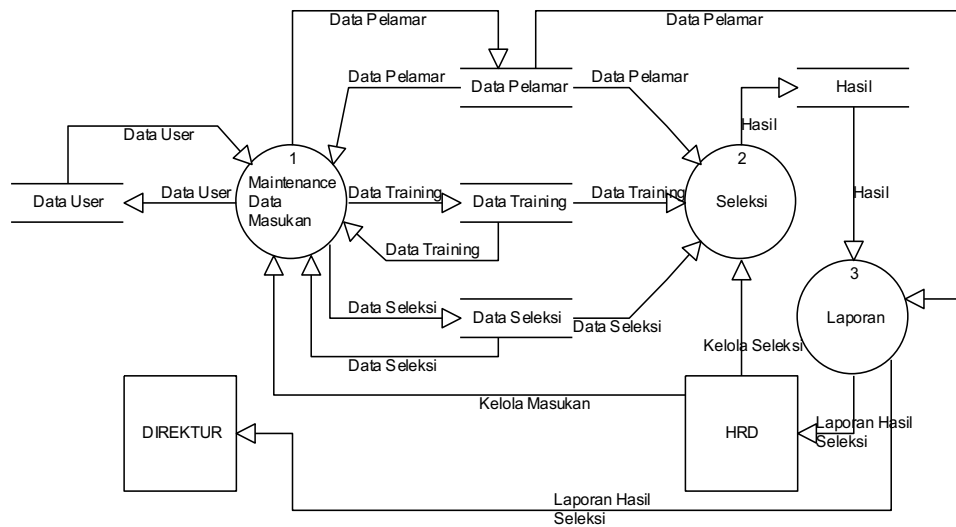 Data Pelamar
Data Pelamar
Data Pelamar
Data Pelamar
Data Pelamar
Hasil
Hasil
Data User
1
Maintenance
Data
Masukan
2
Seleksi
Data User
Data User
Data Training
Data Training
Data Training
Hasil
Data Training
3
Laporan
Data Seleksi
Data Seleksi
Data Seleksi
Data Seleksi
Kelola Seleksi
Kelola Masukan
DIREKTUR
HRD
Laporan Hasil
Seleksi
Laporan Hasil
Seleksi